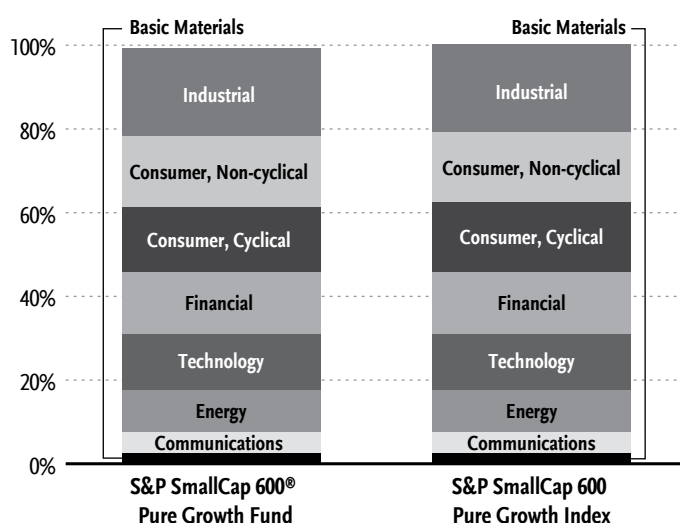 Basic Materials
Basic Materials
100%
80%
60%
40%
20%
0%
Industrial
Consumer, Non-cyclical
Consumer, Cyclical
Financial
Technology
Energy
Communications
Industrial
Consumer, Non-cyclical
Consumer, Cyclical
Financial
Technology
Energy
Communications
S&P SmallCap 600®
Pure Growth Fund
S&P SmallCap 600
Pure Growth Index